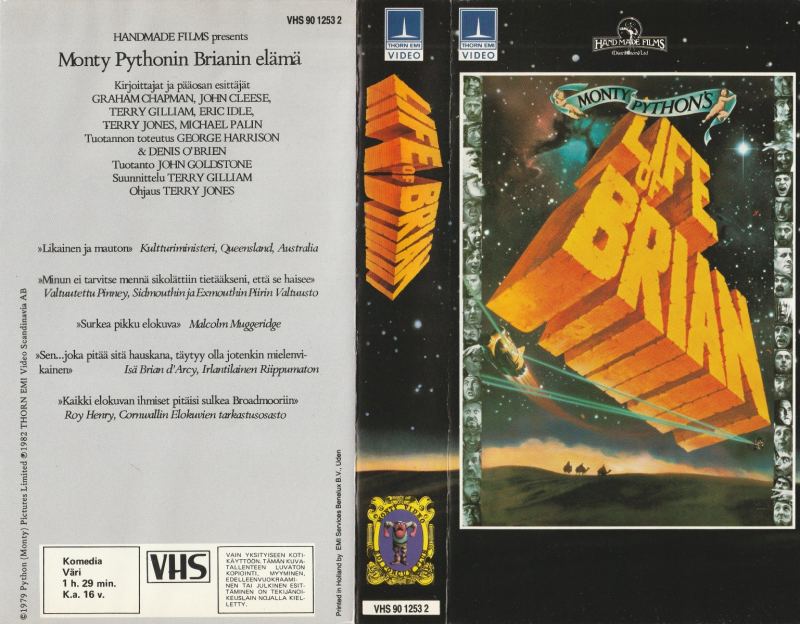 VHS 90 1253 2
HANDMADE FILMS presents
Monty Pythonin Brianin elämä
Kirjoittajat ja pääosan esittäjät
GRAHAM CHAPMAN, JOHN CLEESE,
TERRY GILLIAM, ERIC IDLE,
TERRY JONES, MICHAEL PALIN
Tuotannon toteutus GEORGE HARRISON
& DENIS O'BRIEN
Tuotanto JOHN GOLDSTONE
Suunnittelu TERRY GILLIAM
Ohjaus TERRY JONES
»Likainen ja mauton» Kultturiministeri, Queensland, Australia
»Minun ei tarvitse mennä sikolättiin tietääkseni, että se haisee»
Valtuutettu Pinney, Sidmouthin ja Exmouthin Piirin Valtuusto
»Surkea pikku elokuva» Malcolm Muggeridge
»Sen...joka pitää sitä hauskana, täytyy olla jotenkin mielenvi-
kainen» Isä Brian d'Arcy, Irlantilainen Riippumaton
»Kaikki elokuvan ihmiset pitäisi sulkea Broadmooriin»
Roy Henry, Cornwallin Elokuvien tarkastusosasto
©1979 Python (Monty) Pictures Limited ℗1982 THORN EMI Video Scandinavia AB
Komedia
Väri
1 h. 29 min.
K.a. 16 v.
VHS
VAIN YKSITYISEEN KOTI-
KÄYTTÖÖN. TÄMÄN KUVA-
TALLENTEEN LUVATON
KOPIOINTI, MYYMINEN,
EDELLEENVUOKRAAMI-
NEN TAI JULKINEN ESIT-
TÄMINEN ON TEKIJÄNOI-
KEUSLAIN NOJALLA KIEL-
LETTY.
Printed in Holland by EMI Services Benelux B.V., Uden
THORN EMI
VIDEO
LIFE
OF
BRIAN
MONTY VIDEO
VHS 90 1253 2
THORN EMI
VIDEO
HANDMADE FILMS
MONTY PYTHON'S
LIFE
OF
BRIAN